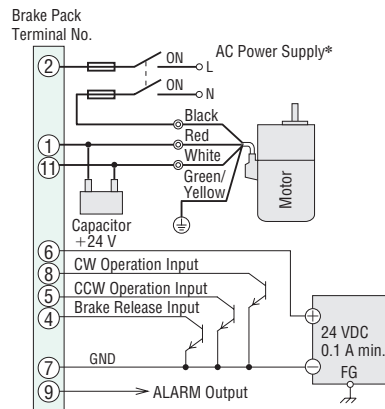 Brake Pack
Terminal No.
2
ON
AC Power Supply*
L
ON
N
Black
1
Red
11
White
Green/
Yellow
Motor
Capacitor
+24 V
6
8
CW Operation Input
5
CCW Operation Input
4
Brake Release Input
+
24 VDC
0.1 A min.
7
GND
−
FG
9
ALARM Output